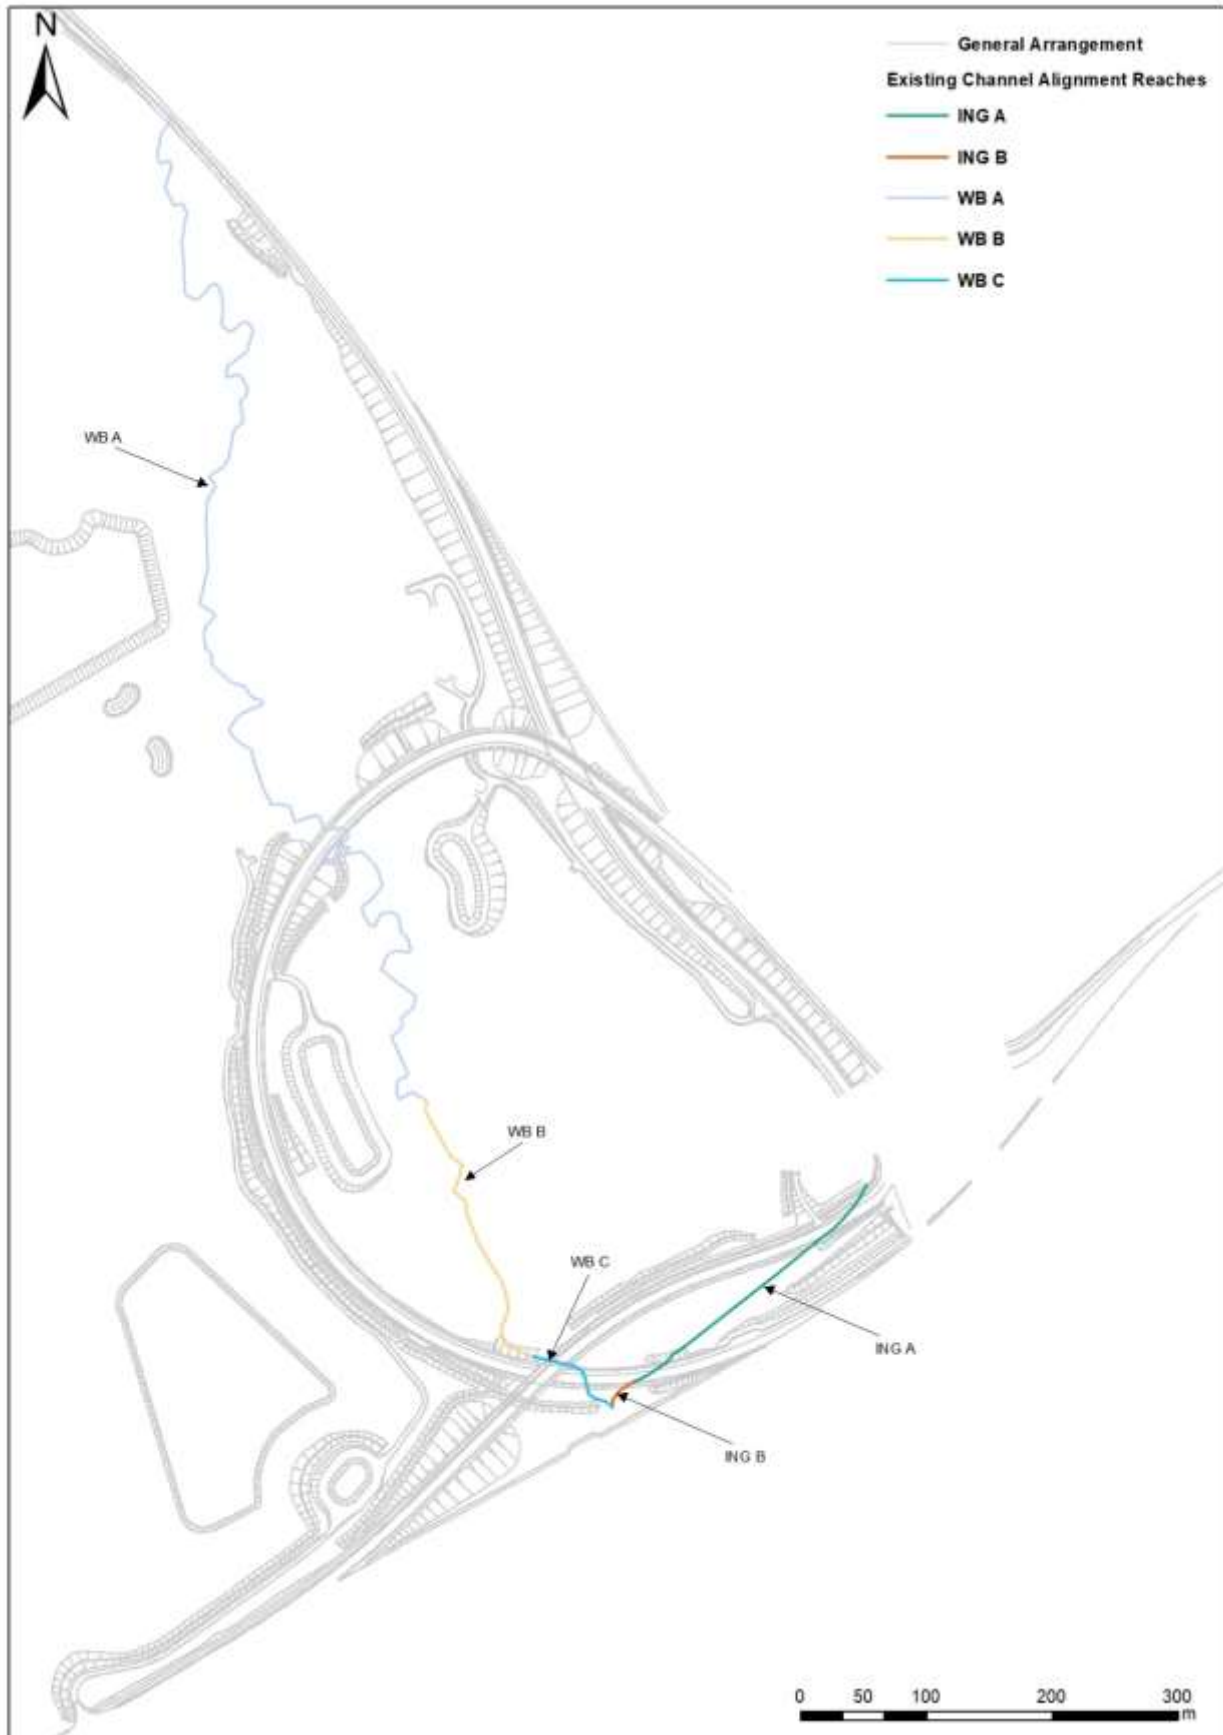 N
General Arrangement
Existing Channel Alignment Reaches
ING A
ING B
WB A
WB B
WB C
WB A
WB B
WB C
ING A
ING B
0 50 100 200 300
m